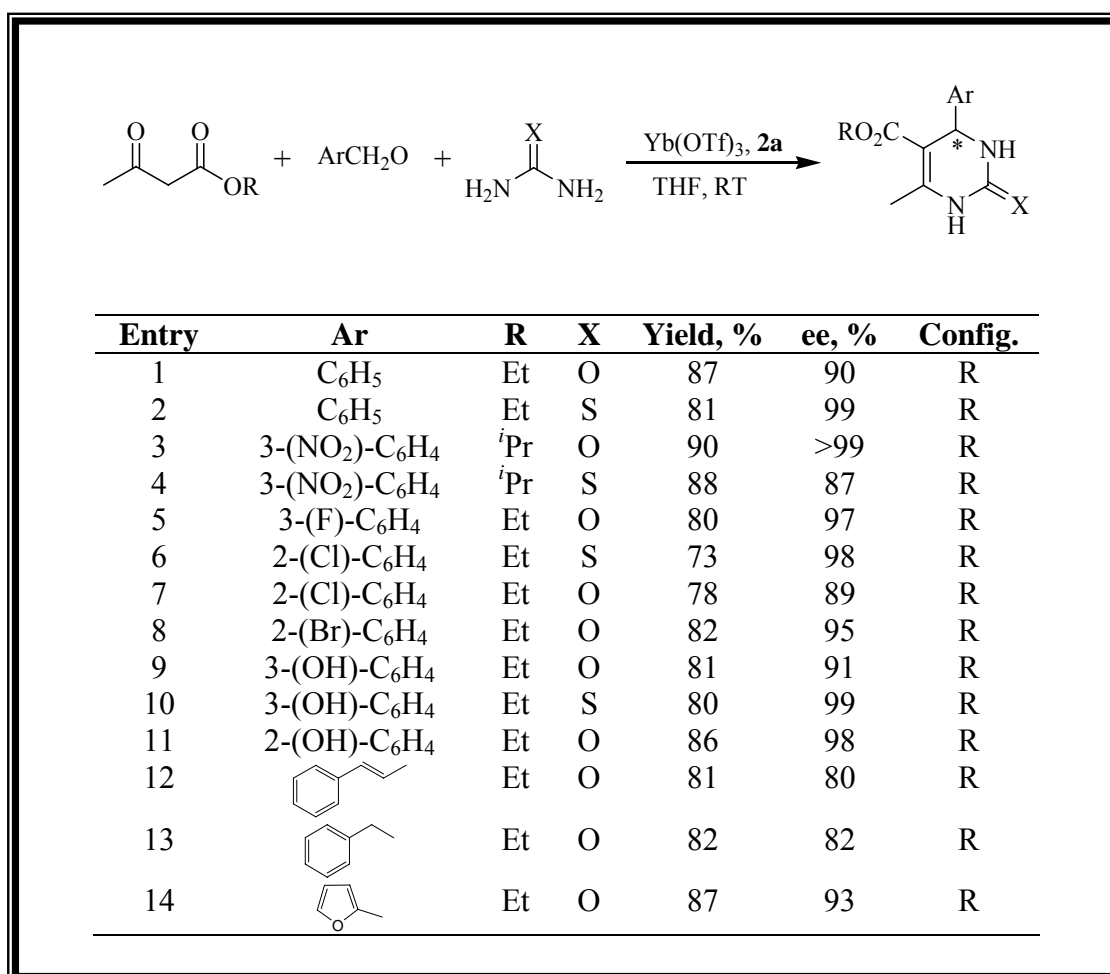 O O X Ar
OR + ArCH₂O + H₂N NH₂ Yb(OTf)₃, 2a RO₂C * NH
THF, RT N X
H
Entry Ar R X Yield, % ee, % Config.
1 C₆H₅ Et O 87 90 R
2 C₆H₅ Et S 81 99 R
3 3-(NO₂)-C₆H₄ ⁱPr O 90 >99 R
4 3-(NO₂)-C₆H₄ ⁱPr S 88 87 R
5 3-(F)-C₆H₄ Et O 80 97 R
6 2-(Cl)-C₆H₄ Et S 73 98 R
7 2-(Cl)-C₆H₄ Et O 78 89 R
8 2-(Br)-C₆H₄ Et O 82 95 R
9 3-(OH)-C₆H₄ Et O 81 91 R
10 3-(OH)-C₆H₄ Et S 80 99 R
11 2-(OH)-C₆H₄ Et O 86 98 R
12 Et O 81 80 R
13 Et O 82 82 R
14 O Et O 87 93 R